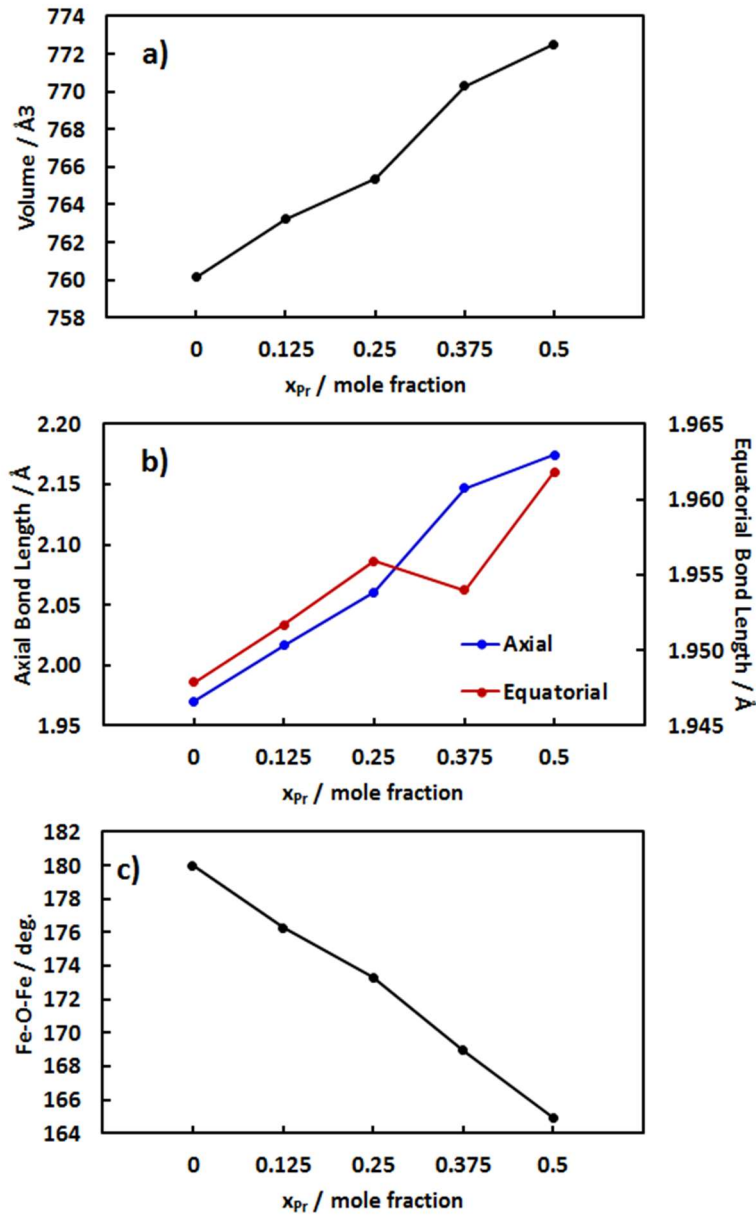 774
772
770
768
766
764
762
760
758
Volume / Å3
a)
0 0.125 0.25 0.375 0.5
xPr / mole fraction
2.20
2.15
2.10
2.05
2.00
1.95
Axial Bond Length / Å
b)
Axial
Equatorial
1.965
1.960
1.955
1.950
1.945
Equatorial Bond Length / Å
0 0.125 0.25 0.375 0.5
xPr / mole fraction
182
180
178
176
173
172
170
168
166
164
Fe-O-Fe / deg.
c)
0 0.125 0.25 0.375 0.5
xPr / mole fraction